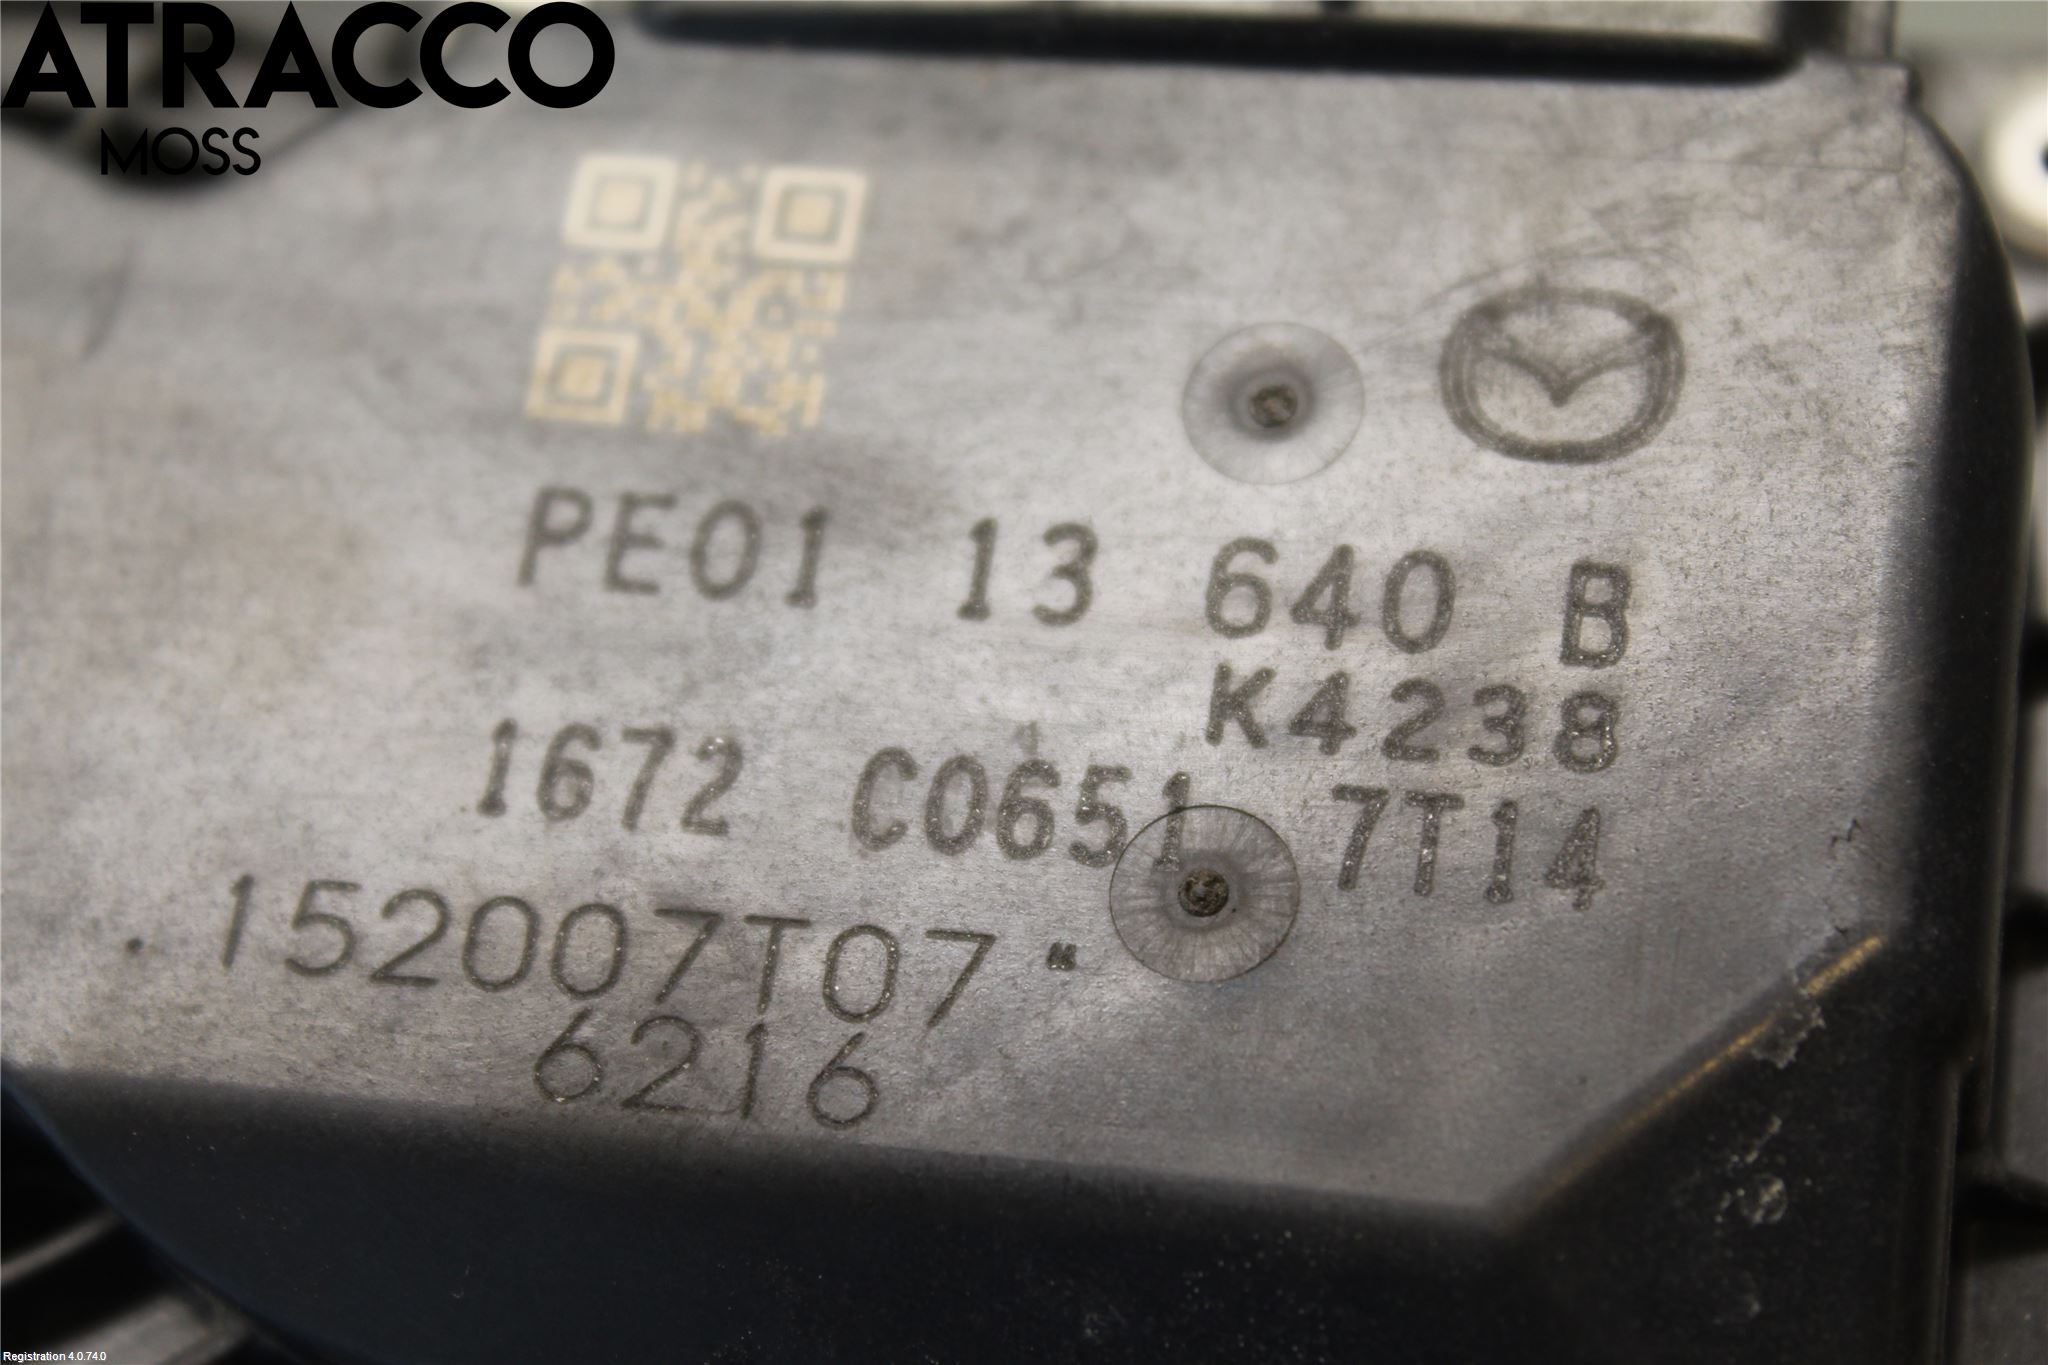 ATRACCO
MOSS
PE01 13 640 B
K4238
1672 C0651 7T14
152007T07
6216
Registration 4.0.74.0